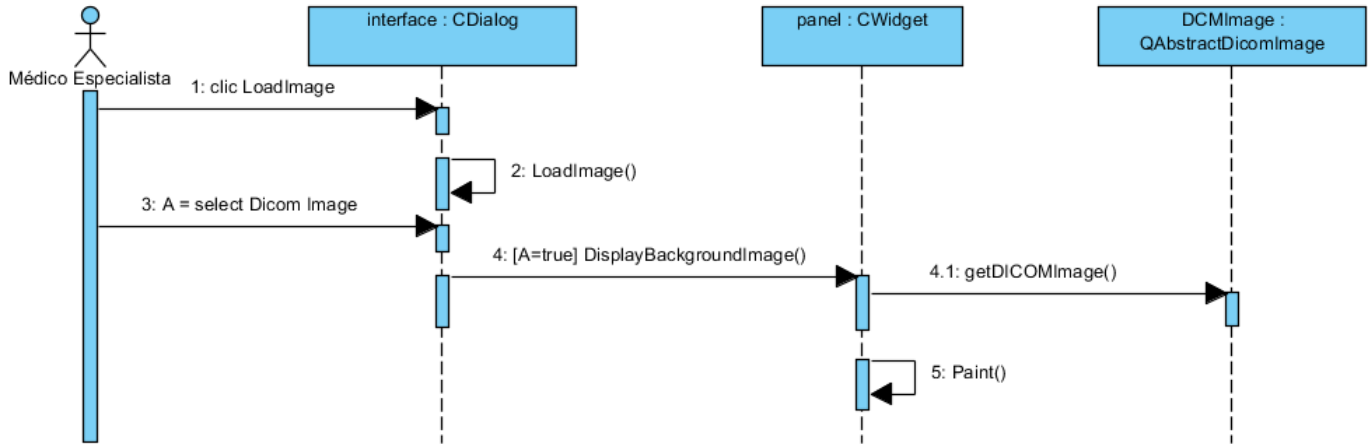 interface : CDialog
panel : CWidget
DCMImage :
QAbstractDicomImage
Médico Especialista
1: clic LoadImage
2: LoadImage()
3: A = select Dicom Image
4: [A=true] DisplayBackgroundImage()
4.1: getDICOMImage()
5: Paint()